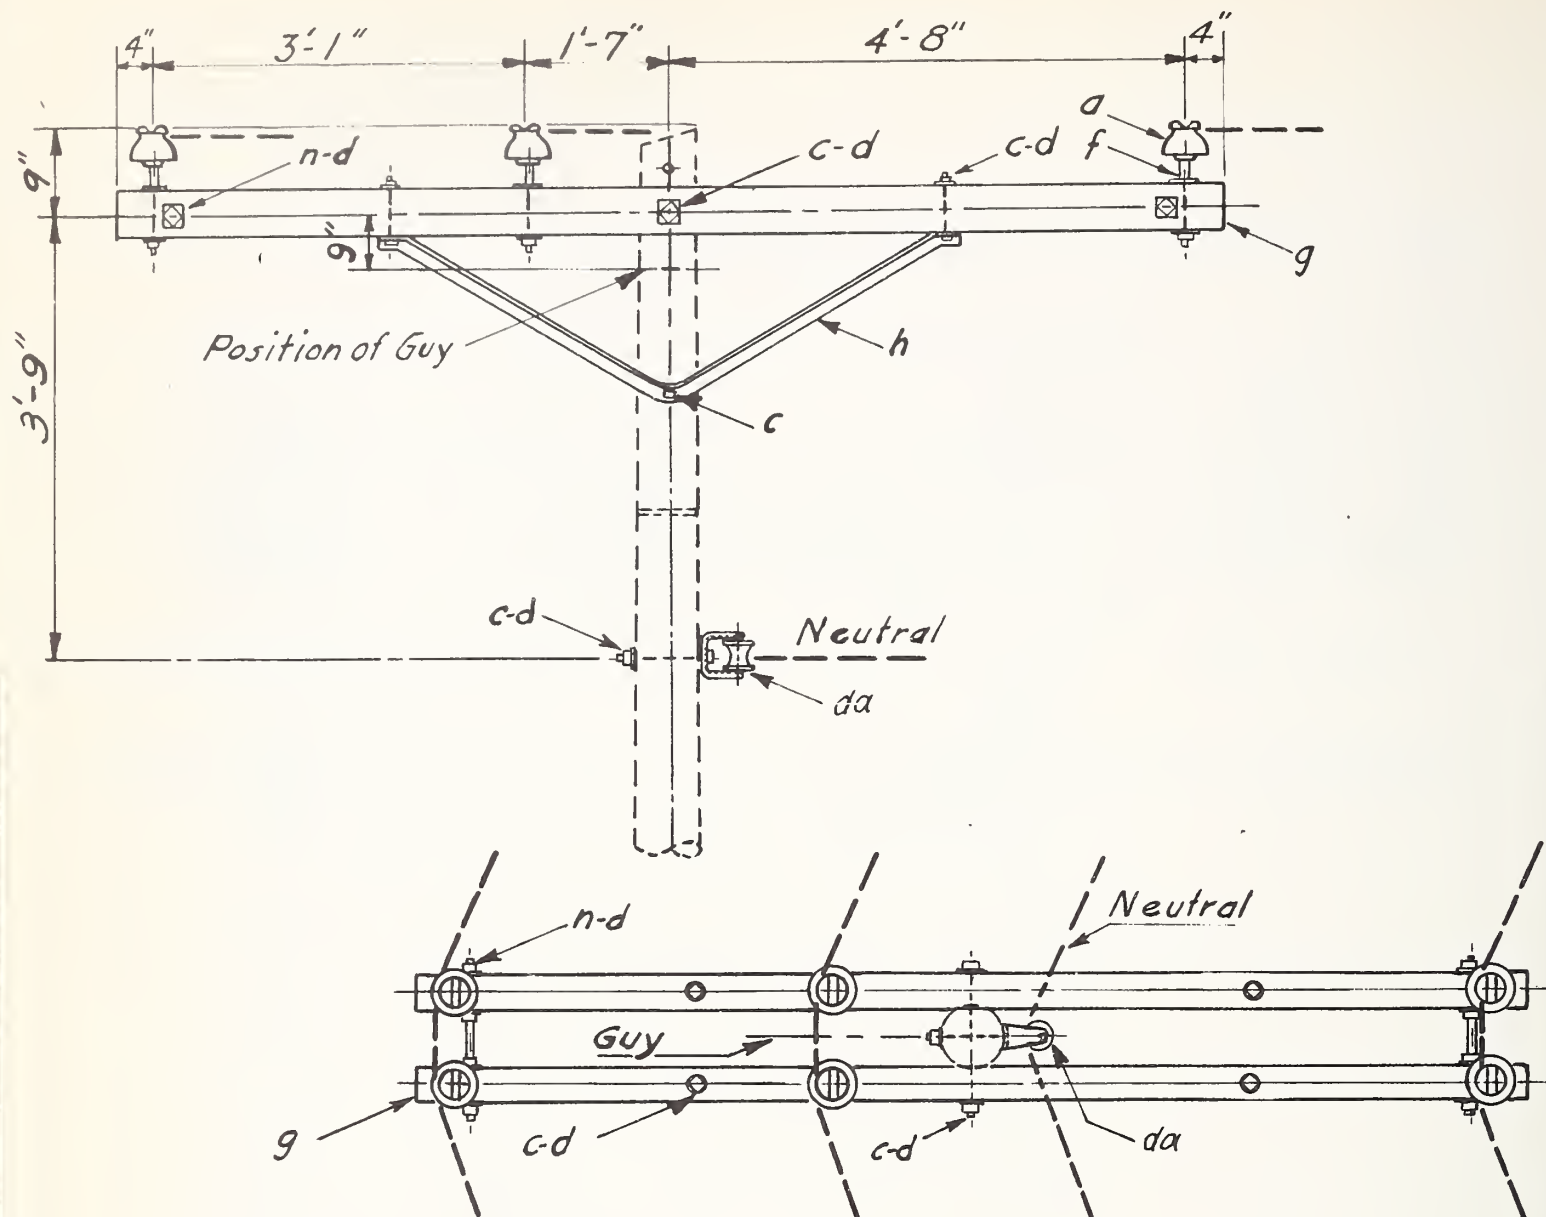 4"
3'-1"
1'-7"
4'-8"
4"
a
n-d
c-d
c-d
f
9"
9"
g
Position of Guy
h
3'-9"
c
c-d
Neutral
da
Neutral
n-d
Guy
g
c-d
c-d
da